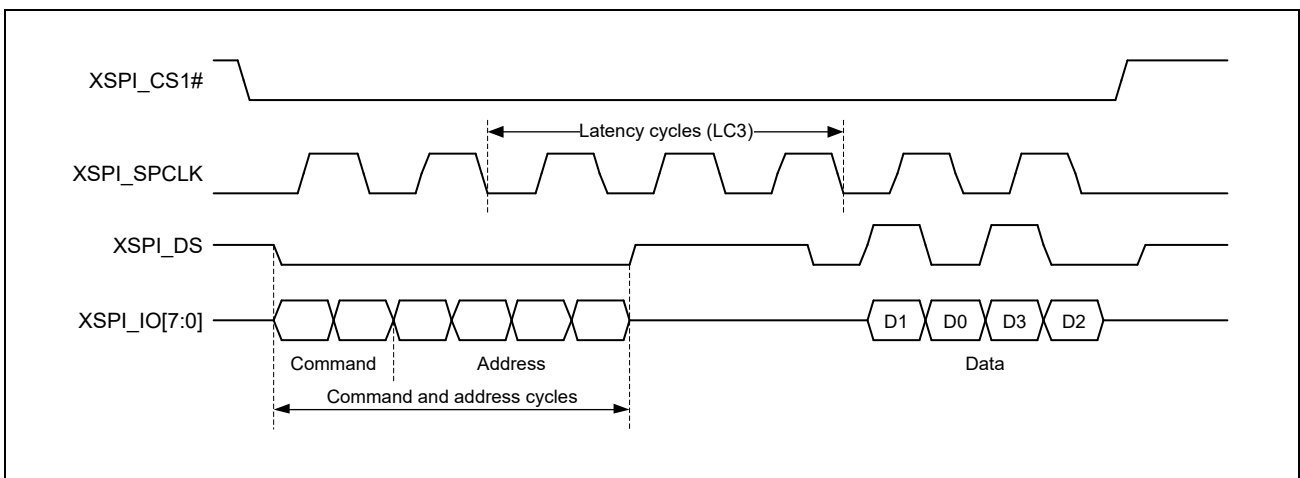 XSPI_CS1#
Latency cycles (LC3)
XSPI_SPCLK
XSPI_DS
XSPI_IO[7:0]
D1 D0 D3 D2
Command Address Data
Command and address cycles